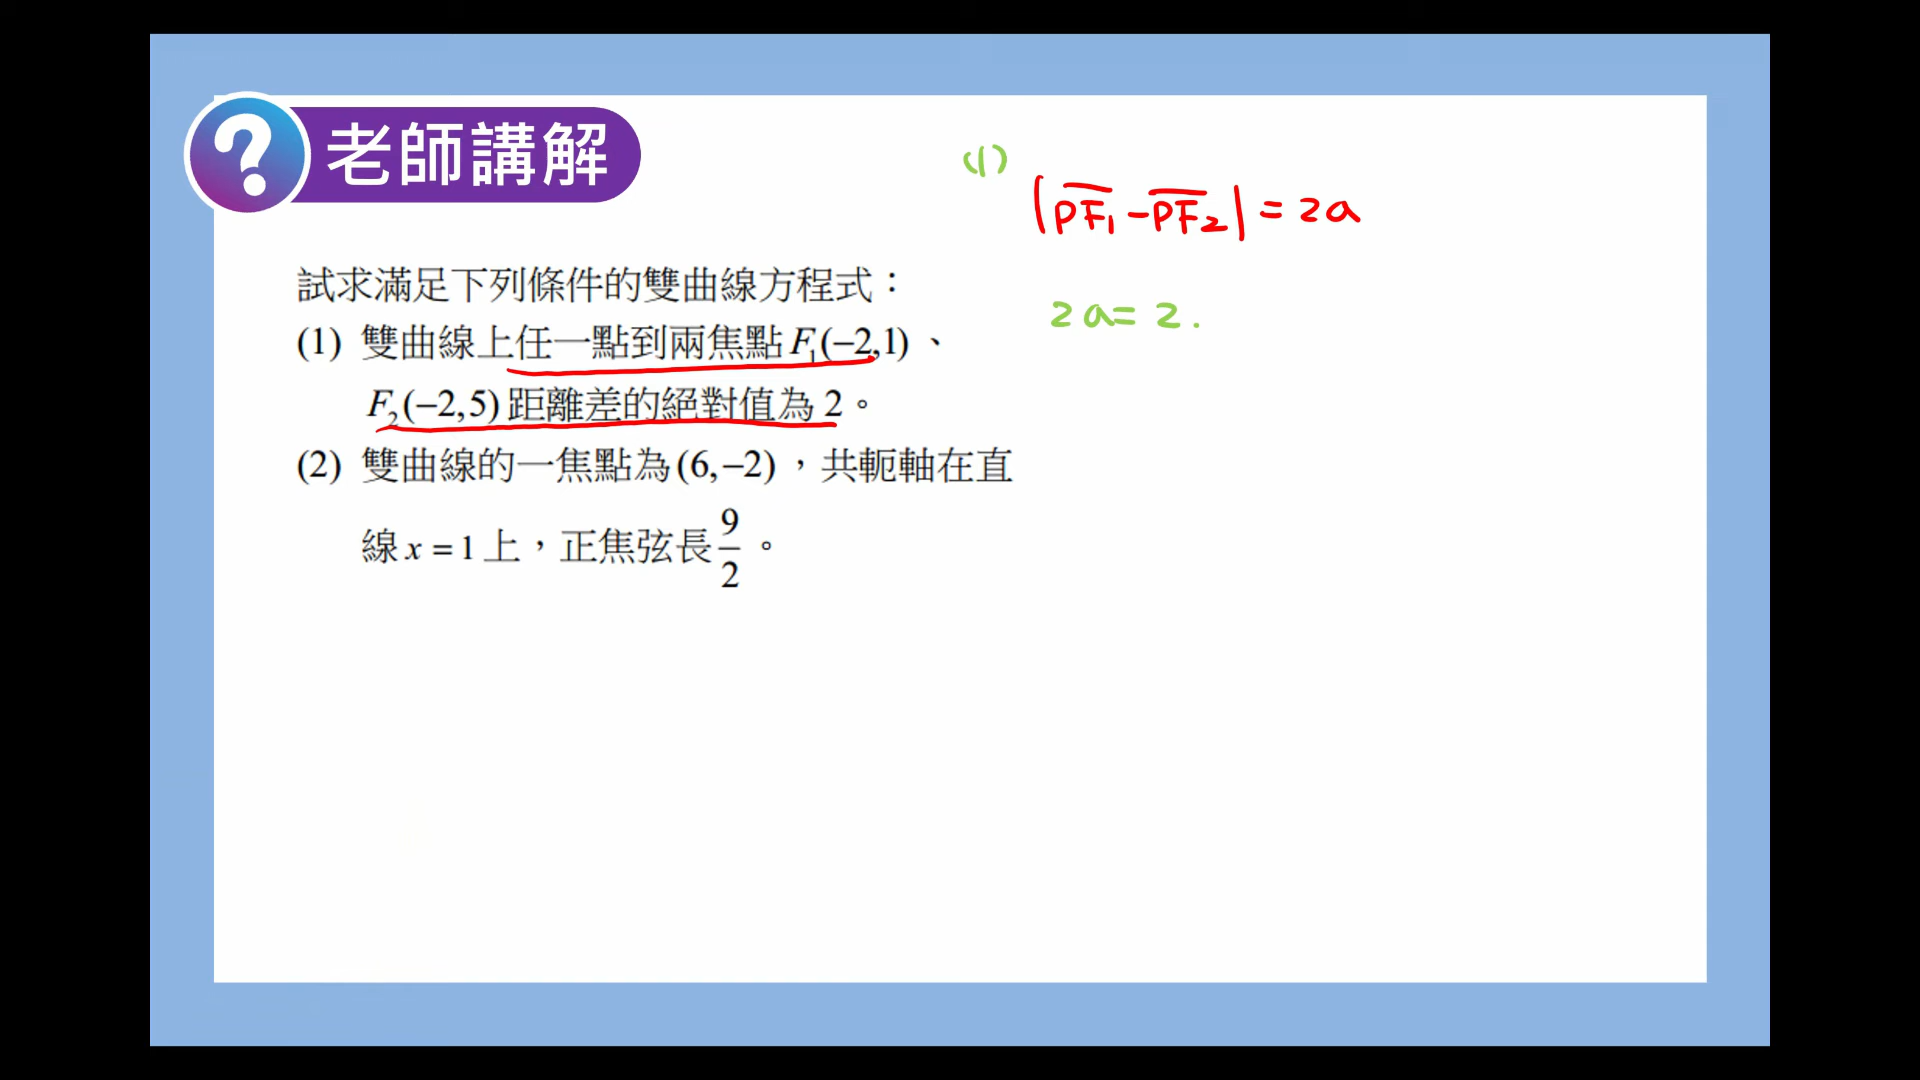 老師講解
試求滿足下列條件的雙曲線方程式：
(1) 雙曲線上任一點到兩焦點 F₁(−2,1)、
F₂(−2,5) 距離差的絕對值為 2。
(2) 雙曲線的一焦點為 (6,−2)，共軛軸在直
線 x = 1 上，正焦弦長 9/2。
(1)
|PF₁ − PF₂| = 2a
2a = 2.